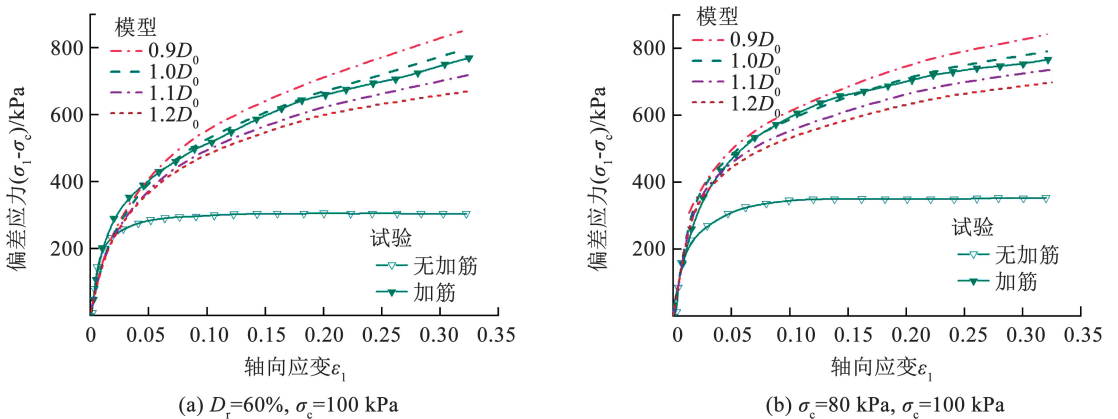 模型
0.9D₀
1.0D₀
1.1D₀
1.2D₀
800
600
400
200
偏差应力(σ₁-σc)/kPa
试验
无加筋
加筋
0 0.05 0.10 0.15 0.20 0.25 0.30 0.35
轴向应变ε₁
(a) Dr=60%, σc=100 kPa
模型
0.9D₀
1.0D₀
1.1D₀
1.2D₀
800
600
400
200
偏差应力(σ₁-σc)/kPa
试验
无加筋
加筋
0 0.05 0.10 0.15 0.20 0.25 0.30 0.35
轴向应变ε₁
(b) σc=80 kPa, σc=100 kPa